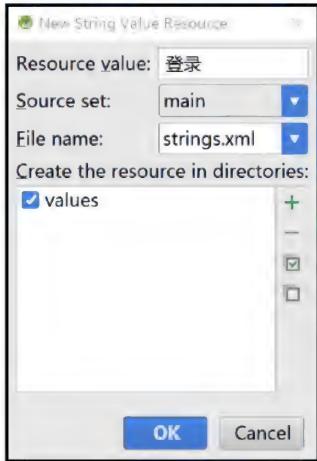 New String Value Resource
Resource value: 登录
Source set: main
File name: strings.xml
Create the resource in directories:
values
OK Cancel